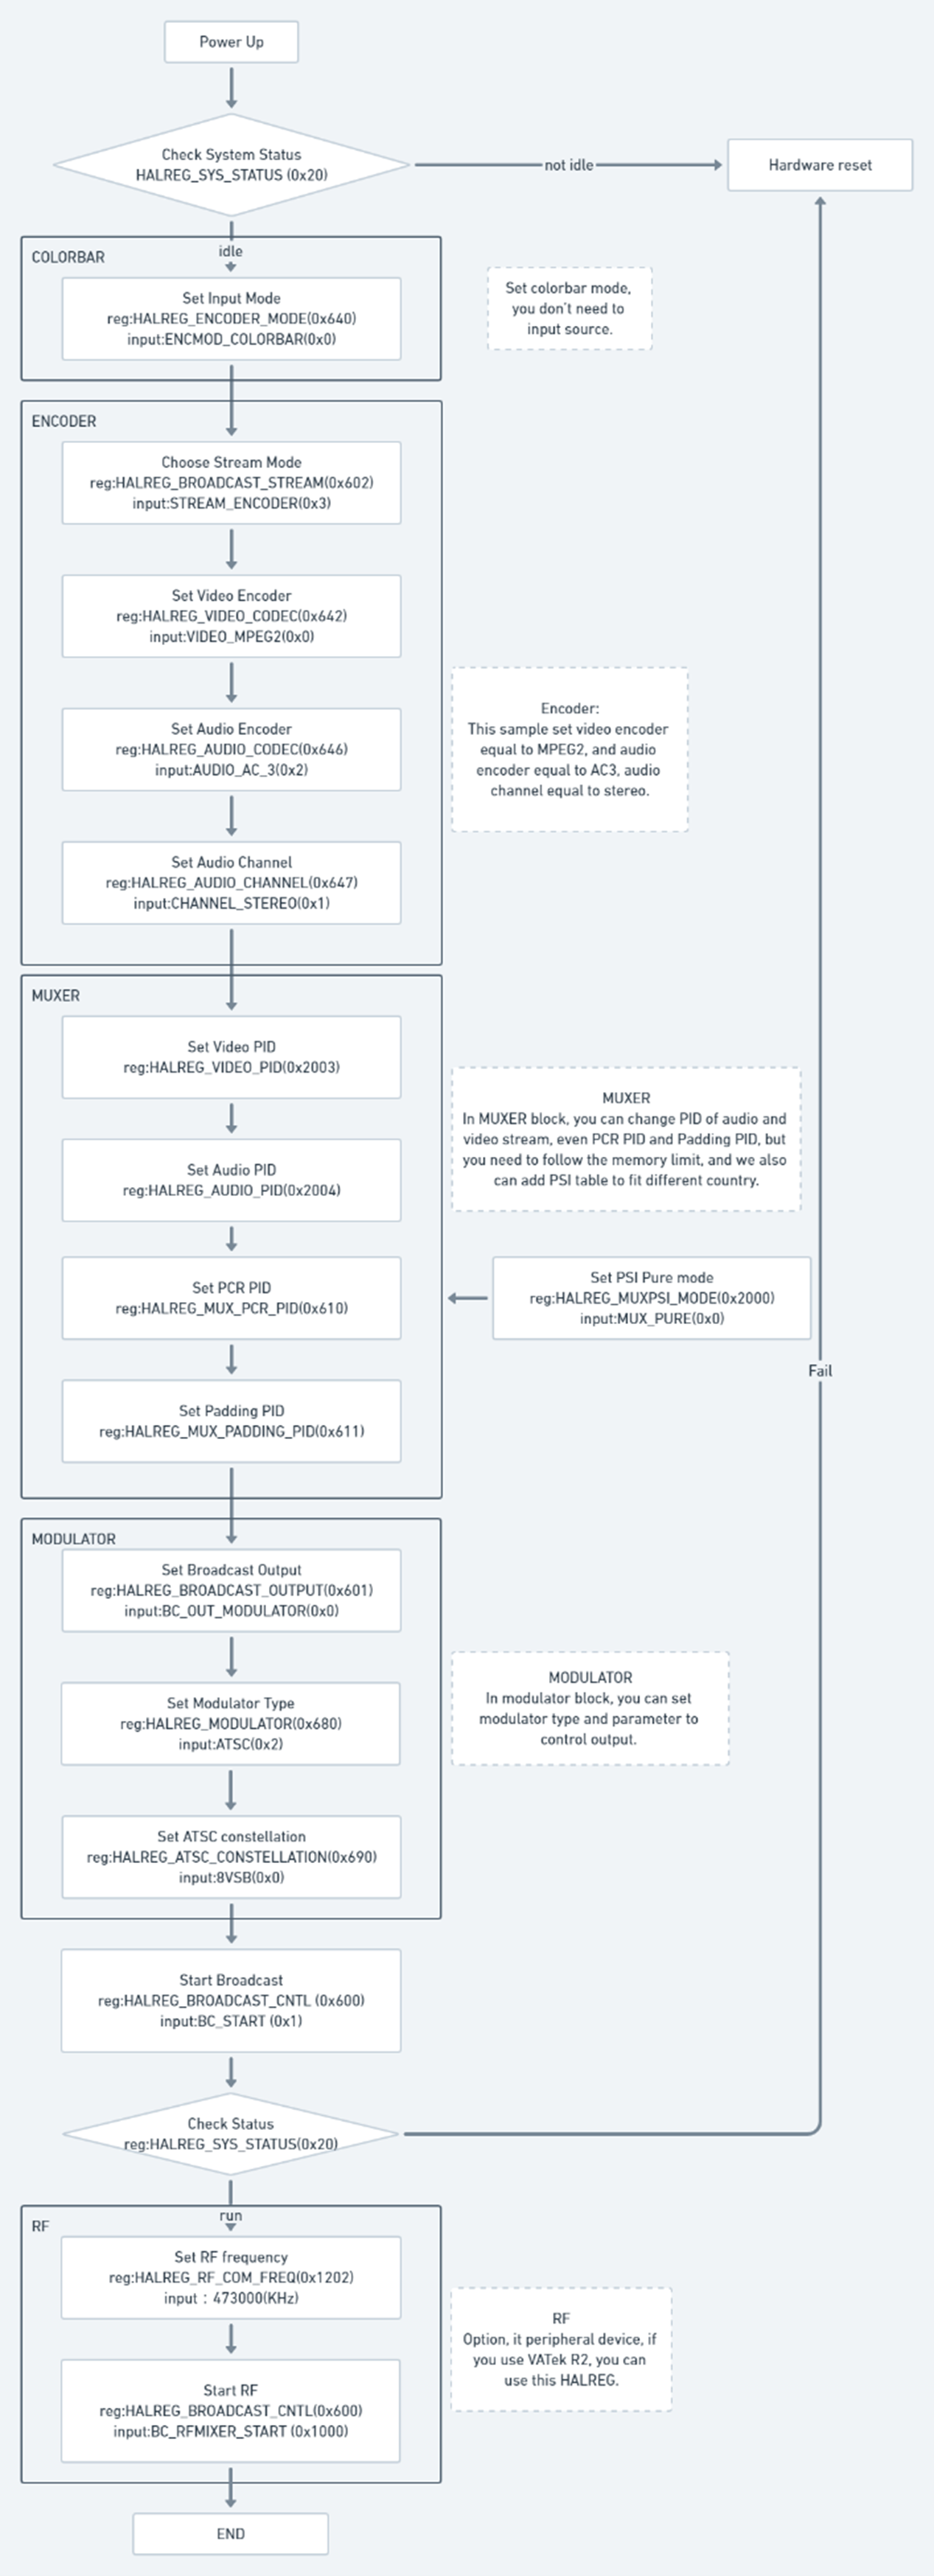 Power Up
Check System Status
HALREG_SYS_STATUS (0x20)
not idle
Hardware reset
idle
COLORBAR
Set Input Mode
reg:HALREG_ENCODER_MODE(0x640)
input:ENCMOD_COLORBAR(0x0)
Set colorbar mode,
you don't need to
input source.
ENCODER
Choose Stream Mode
reg:HALREG_BROADCAST_STREAM(0x602)
input:STREAM_ENCODER(0x3)
Set Video Encoder
reg:HALREG_VIDEO_CODEC(0x642)
input:VIDEO_MPEG2(0x0)
Set Audio Encoder
reg:HALREG_AUDIO_CODEC(0x646)
input:AUDIO_AC_3(0x2)
Encoder:
This sample set video encoder
equal to MPEG2, and audio
encoder equal to AC3, audio
channel equal to stereo.
Set Audio Channel
reg:HALREG_AUDIO_CHANNEL(0x647)
input:CHANNEL_STEREO(0x1)
MUXER
Set Video PID
reg:HALREG_VIDEO_PID(0x2003)
Set Audio PID
reg:HALREG_AUDIO_PID(0x2004)
MUXER
In MUXER block, you can change PID of audio and
video stream, even PCR PID and Padding PID, but
you need to follow the memory limit, and we also
can add PSI table to fit different country.
Set PCR PID
reg:HALREG_MUX_PCR_PID(0x610)
Set PSI Pure mode
reg:HALREG_MUXPSI_MODE(0x2000)
input:MUX_PURE(0x0)
Fail
Set Padding PID
reg:HALREG_MUX_PADDING_PID(0x611)
MODULATOR
Set Broadcast Output
reg:HALREG_BROADCAST_OUTPUT(0x601)
input:BC_OUT_MODULATOR(0x0)
Set Modulator Type
reg:HALREG_MODULATOR(0x680)
input:ATSC(0x2)
MODULATOR
In modulator block, you can set
modulator type and parameter to
control output.
Set ATSC constellation
reg:HALREG_ATSC_CONSTELLATION(0x690)
input:8VSB(0x0)
Start Broadcast
reg:HALREG_BROADCAST_CNTL (0x600)
input:BC_START (0x1)
Check Status
reg:HALREG_SYS_STATUS(0x20)
run
RF
Set RF frequency
reg:HALREG_RF_COM_FREQ(0x1202)
input : 473000(KHz)
Start RF
reg:HALREG_BROADCAST_CNTL(0x600)
input:BC_RFMIXER_START (0x1000)
RF
Option, it peripheral device, if
you use VATek R2, you can
use this HALREG.
END